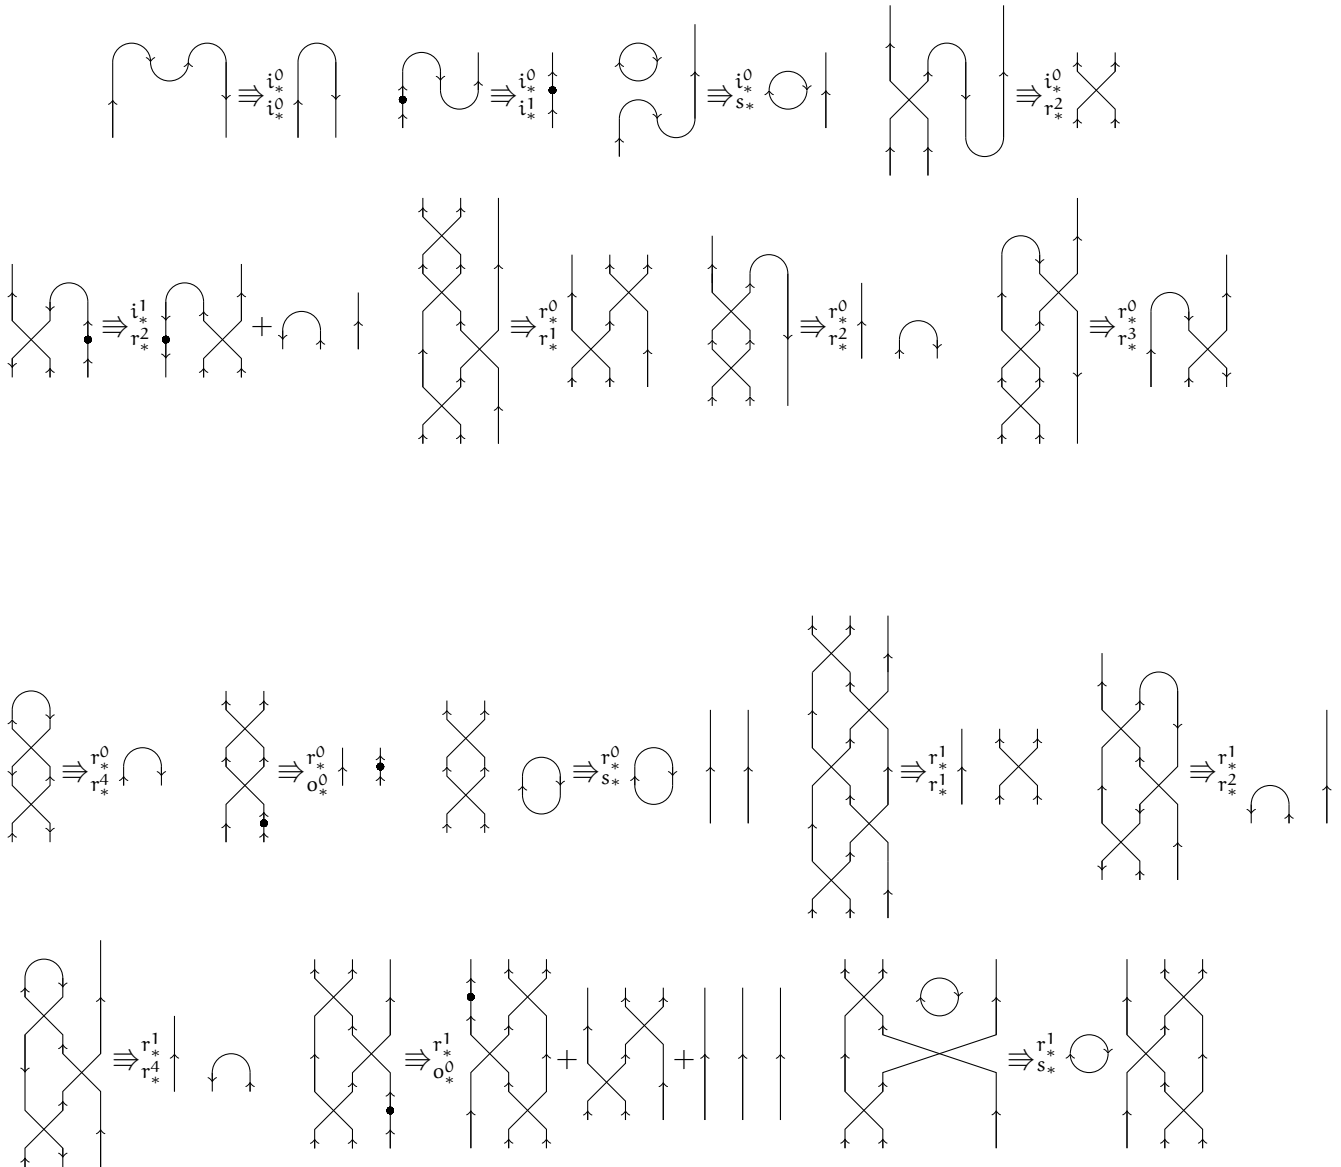 ⇛ i⁰∗ i⁰∗ ⇛ i⁰∗ i¹∗ ⇛ i⁰∗ s∗ ⇛ i⁰∗ r²∗
⇛ i¹∗ r²∗ + ⇛ r⁰∗ r¹∗ ⇛ r⁰∗ r²∗ ⇛ r⁰∗ r³∗
⇛ r⁰∗ r⁴∗ ⇛ r⁰∗ o⁰∗ ⇛ r⁰∗ s∗ ⇛ r¹∗ r¹∗ ⇛ r¹∗ r²∗
⇛ r¹∗ r⁴∗ ⇛ r¹∗ o⁰∗ + + ⇛ r¹∗ s∗